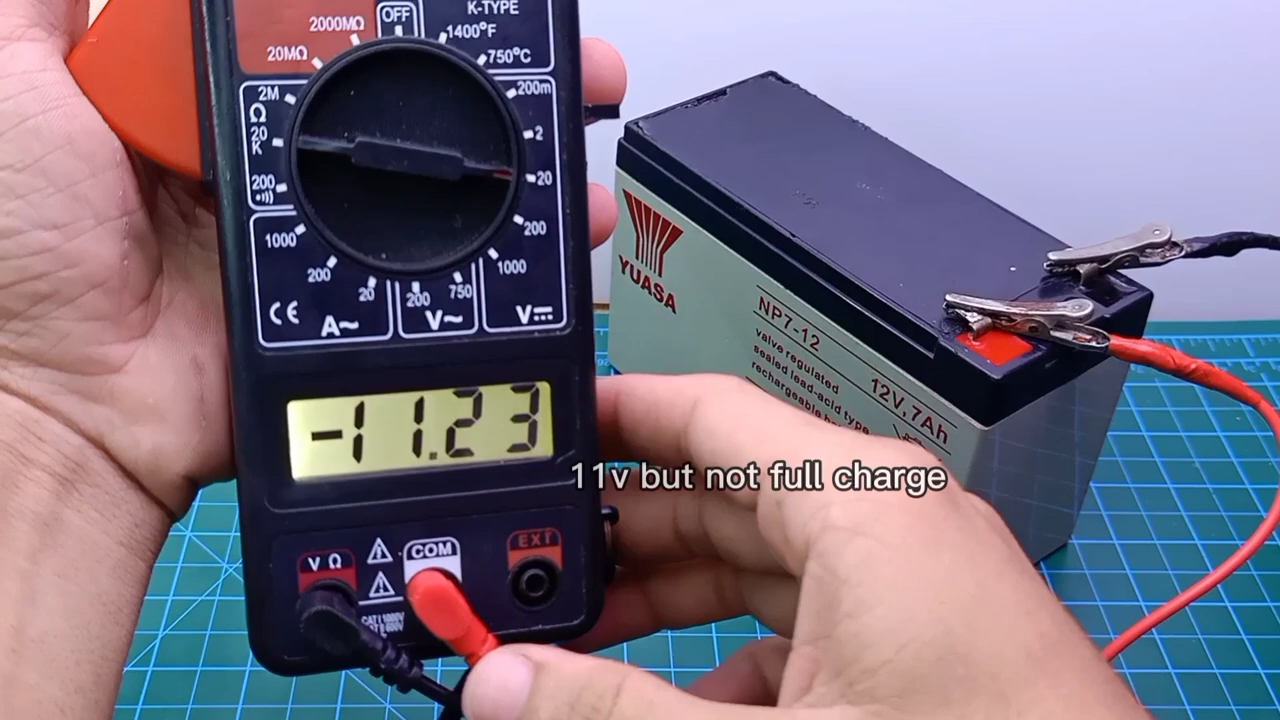 OFF
K-TYPE
2000MΩ
1400°F
20MΩ
750°C
2M
200m
Ω
20
K
2
200
20
1000
200
200
1000
20
200
750
CE
A~
V~
V⎓
-11.23
V Ω
COM
EXT
YUASA
NP7-12
valve regulated
sealed lead-acid type
rechargeable
12V,7Ah
11v but not full charge